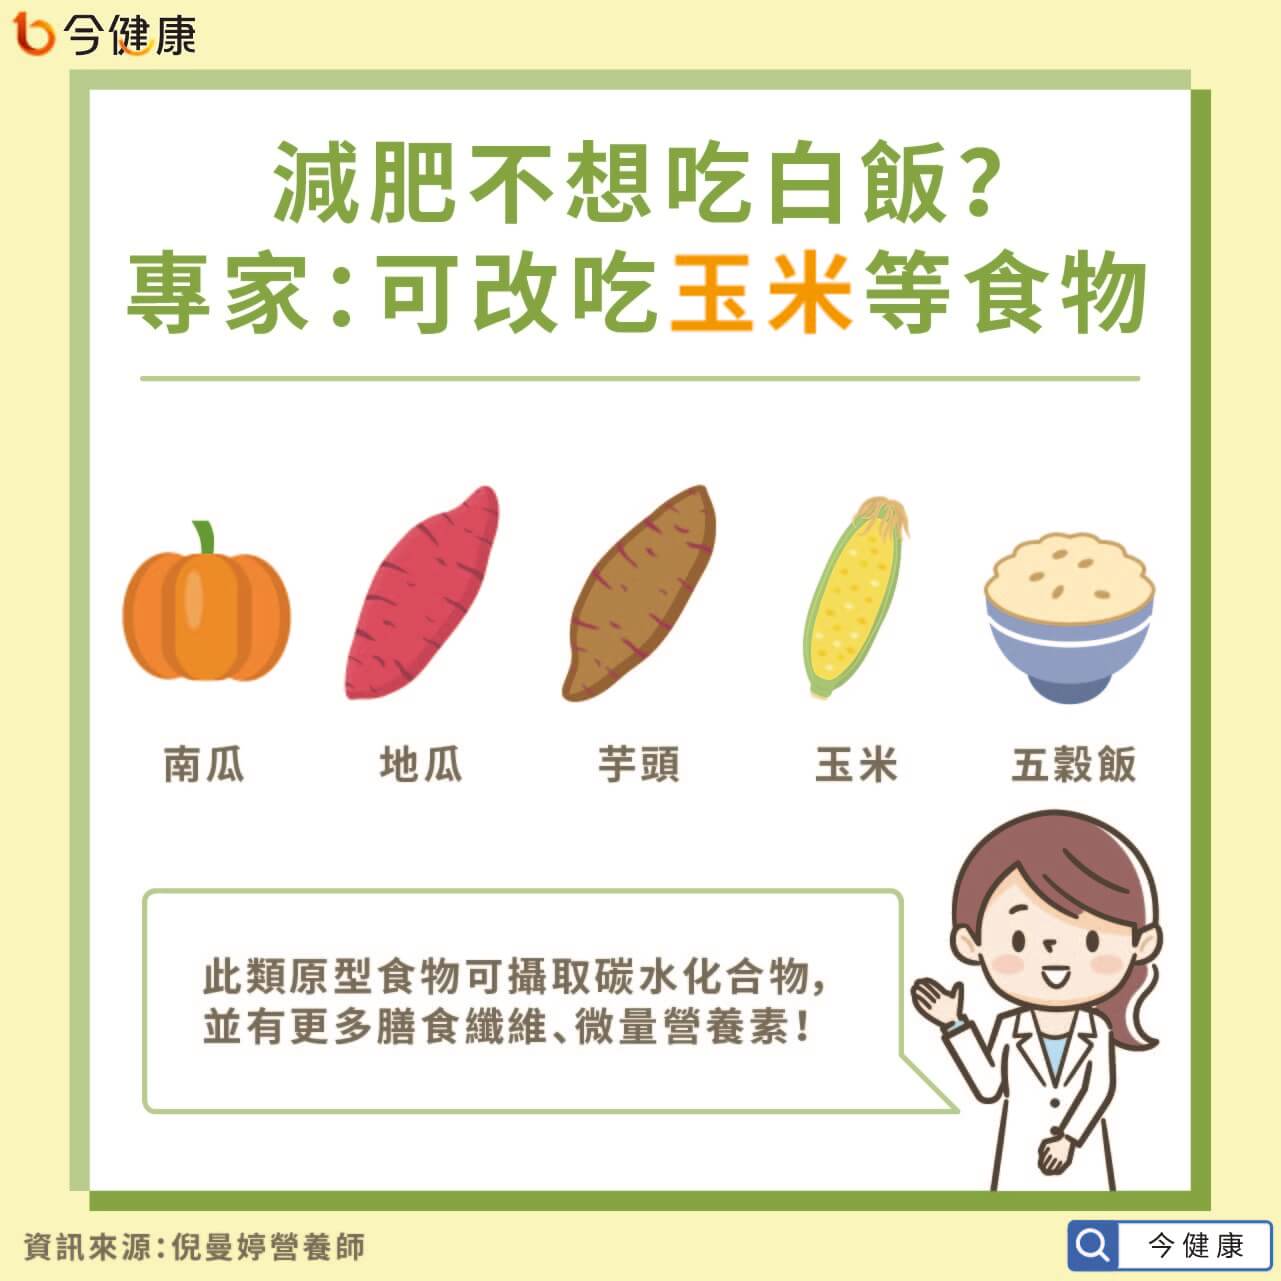 今健康
減肥不想吃白飯？
專家：可改吃玉米等食物
南瓜 地瓜 芋頭 玉米 五穀飯
此類原型食物可攝取碳水化合物，
並有更多膳食纖維、微量營養素！
資訊來源：倪曼婷營養師
今健康